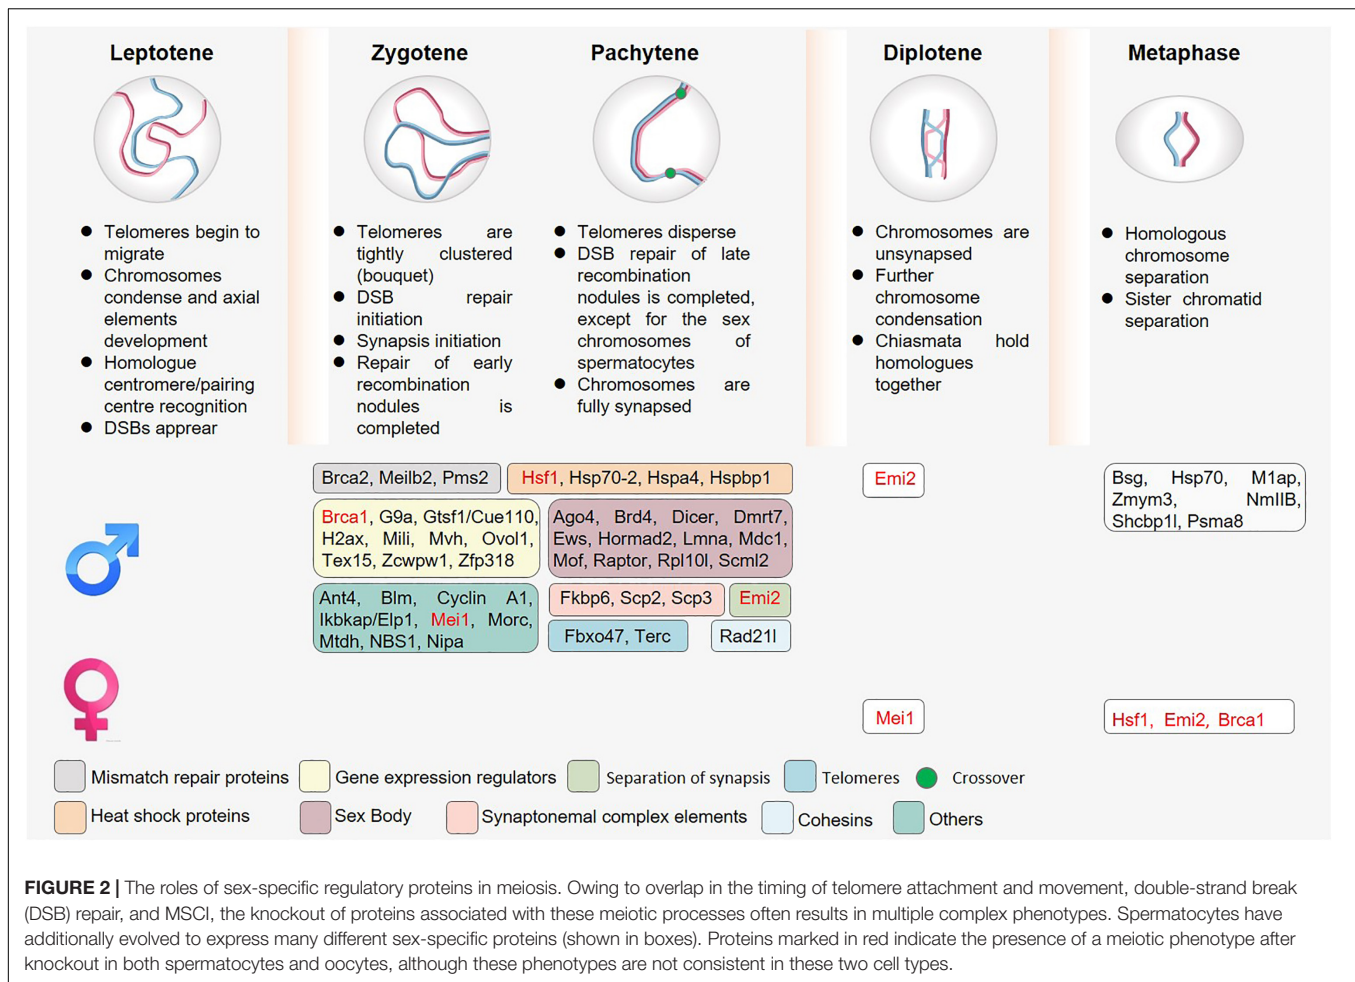 Leptotene
Zygotene
Pachytene
Diplotene
Metaphase
● Telomeres begin to
migrate
● Chromosomes
condense and axial
elements
development
● Homologue
centromere/pairing
centre recognition
● DSBs apprear
● Telomeres are
tightly clustered
(bouquet)
● DSB repair
initiation
● Synapsis initiation
● Repair of early
recombination
nodules is
completed
● Telomeres disperse
● DSB repair of late
recombination
nodules is completed,
except for the sex
chromosomes of
spermatocytes
● Chromosomes are
fully synapsed
● Chromosomes are
unsynapsed
● Further
chromosome
condensation
● Chiasmata hold
homologues
together
● Homologous
chromosome
separation
● Sister chromatid
separation
Brca2, Meilb2, Pms2
Hsf1, Hsp70-2, Hspa4, Hspbp1
Brca1, G9a, Gtsf1/Cue110,
H2ax, Mili, Mvh, Ovol1,
Tex15, Zcwpw1, Zfp318
Ago4, Brd4, Dicer, Dmrt7,
Ews, Hormad2, Lmna, Mdc1,
Mof, Raptor, Rpl10l, Scml2
Ant4, Blm, Cyclin A1,
Ikbkap/Elp1, Mei1, Morc,
Mtdh, NBS1, Nipa
Fkbp6, Scp2, Scp3
Emi2
Fbxo47, Terc
Rad21l
Emi2
Bsg, Hsp70, M1ap,
Zmym3, NmIIB,
Shcbp1l, Psma8
Mei1
Hsf1, Emi2, Brca1
Mismatch repair proteins
Gene expression regulators
Separation of synapsis
Telomeres
Crossover
Heat shock proteins
Sex Body
Synaptonemal complex elements
Cohesins
Others
FIGURE 2 | The roles of sex-specific regulatory proteins in meiosis. Owing to overlap in the timing of telomere attachment and movement, double-strand break
(DSB) repair, and MSCI, the knockout of proteins associated with these meiotic processes often results in multiple complex phenotypes. Spermatocytes have
additionally evolved to express many different sex-specific proteins (shown in boxes). Proteins marked in red indicate the presence of a meiotic phenotype after
knockout in both spermatocytes and oocytes, although these phenotypes are not consistent in these two cell types.